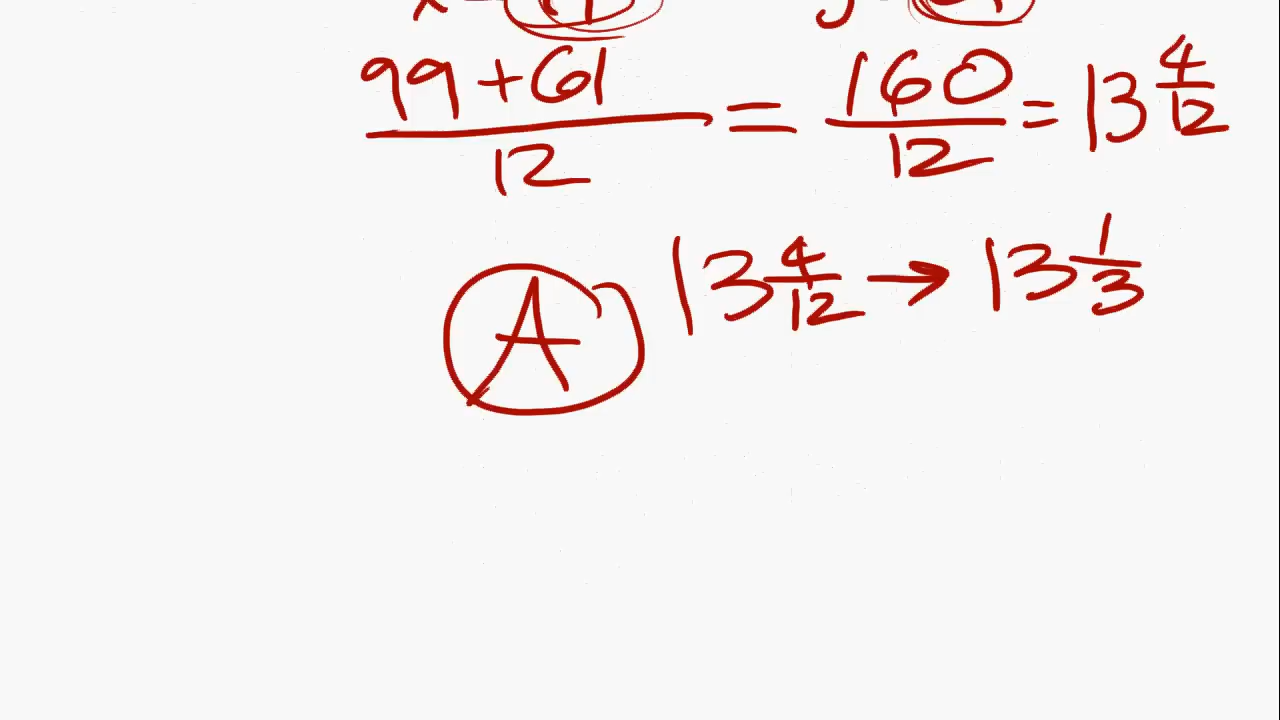 x =
y =
99 + 61 / 12 = 160 / 12 = 13 4/12
A 13 4/12 → 13 1/3